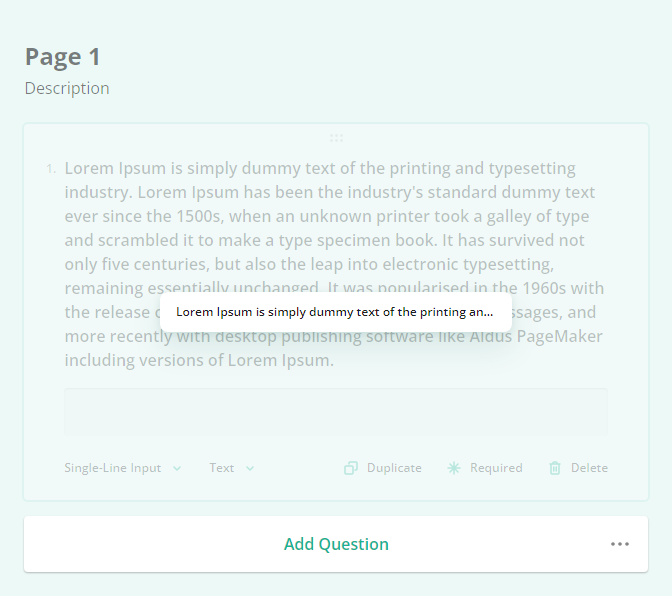 Page 1
Description
1. Lorem Ipsum is simply dummy text of the printing and typesetting
industry. Lorem Ipsum has been the industry's standard dummy text
ever since the 1500s, when an unknown printer took a galley of type
and scrambled it to make a type specimen book. It has survived not
only five centuries, but also the leap into electronic typesetting,
remaining essentially unchanged. It was popularised in the 1960s with
the release
Lorem Ipsum is simply dummy text of the printing an...
and
more recently with desktop publishing software like Aldus PageMaker
including versions of Lorem Ipsum.
Single-Line Input Text Duplicate Required Delete
Add Question